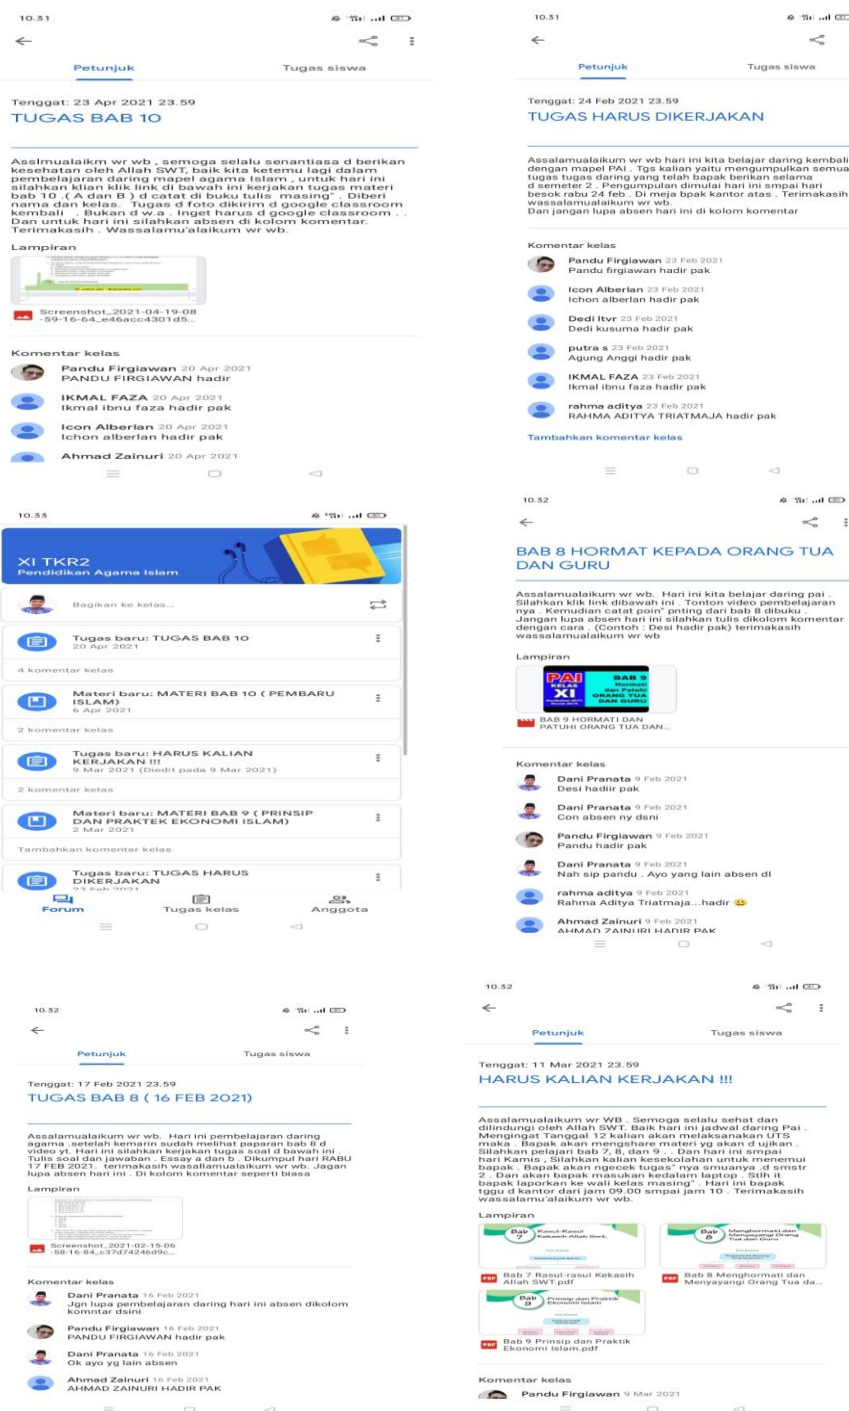 10.31
Petunjuk Tugas siswa
Tenggat: 23 Apr 2021 23.59
TUGAS BAB 10
Asslmualaikm wr wb , semoga selalu senantiasa d berikan
kesehatan oleh Allah SWT, baik kita ketemu lagi dalam
pembelajaran daring mapel agama Islam , untuk hari ini
silahkan klian klik link di bawah ini kerjakan tugas materi
bab 10 .( A dan B ) d catat di buku tulis masing" . Diberi
nama dan kelas. Tugas d foto dikirim d google classroom
kembali . Bukan d w.a . Inget harus d google classroom . .
Dan untuk hari ini silahkan absen di kolom komentar.
Terimakasih . Wassalamu'alaikum wr wb.
Lampiran
Screenshot_2021-04-19-08
-59-16-64_e46acc4301d5...
Komentar kelas
Pandu Firgiawan 20 Apr 2021
PANDU FIRGIAWAN hadir
IKMAL FAZA 20 Apr 2021
Ikmal ibnu faza hadir pak
Icon Alberlan 20 Apr 2021
Ichon alberlan hadir pak
Ahmad Zainuri 20 Apr 2021
10.31
Petunjuk Tugas siswa
Tenggat: 24 Feb 2021 23.59
TUGAS HARUS DIKERJAKAN
Assalamualaikum wr wb hari ini kita belajar daring kembali
dengan mapel PAI . Tgs kalian yaitu mengumpulkan semua
tugas tugas daring yang telah bapak berikan selama
d semeter 2 . Pengumpulan dimulai hari ini smpai hari
besok rabu 24 feb . Di meja bpak kantor atas . Terimakasih
wassalamualaikum wr wb.
Dan jangan lupa absen hari ini di kolom komentar
Komentar kelas
Pandu Firgiawan 23 Feb 2021
Pandu firgiawan hadir pak
Icon Alberlan 23 Feb 2021
Ichon alberlan hadir pak
Dedi Itvr 23 Feb 2021
Dedi kusuma hadir pak
putra s 23 Feb 2021
Agung Anggi hadir pak
IKMAL FAZA 23 Feb 2021
Ikmal ibnu faza hadir pak
rahma aditya 23 Feb 2021
RAHMA ADITYA TRIATMAJA hadir pak
Tambahkan komentar kelas
10.33
XI TKR2
Pendidikan Agama Islam
Bagikan ke kelas...
Tugas baru: TUGAS BAB 10
20 Apr 2021
4 komentar kelas
Materi baru: MATERI BAB 10 ( PEMBARU
ISLAM)
6 Apr 2021
2 komentar kelas
Tugas baru: HARUS KALIAN
KERJAKAN !!!
9 Mar 2021 (Diedit pada 9 Mar 2021)
2 komentar kelas
Materi baru: MATERI BAB 9 ( PRINSIP
DAN PRAKTEK EKONOMI ISLAM)
2 Mar 2021
Tambahkan komentar kelas
Tugas baru: TUGAS HARUS
DIKERJAKAN
23 Feb 2021
Forum Tugas kelas Anggota
10.32
BAB 8 HORMAT KEPADA ORANG TUA
DAN GURU
Assalamualaikum wr wb. Hari ini kita belajar daring pai .
Silahkan klik link dibawah ini . Tonton video pembelajaran
nya . Kemudian catat poin" pnting dari bab 8 dibuku .
Jangan lupa absen hari ini silahkan tulis dikolom komentar
dengan cara . (Contoh : Desi hadir pak) terimakasih
wassalamualaikum wr wb
Lampiran
PAI
KELAS
XI
BAB 9
Hormati
dan Patuhi
ORANG TUA
DAN GURU
BAB 9 HORMATI DAN
PATUHI ORANG TUA DAN...
Komentar kelas
Dani Pranata 9 Feb 2021
Desi hadiir pak
Dani Pranata 9 Feb 2021
Con absen ny dsni
Pandu Firgiawan 9 Feb 2021
Pandu hadir pak
Dani Pranata 9 Feb 2021
Nah sip pandu . Ayo yang lain absen dl
rahma aditya 9 Feb 2021
Rahma Aditya Triatmaja...hadir 😀
Ahmad Zainuri 9 Feb 2021
AHMAD ZAINURI HADIR PAK
10.32
Petunjuk Tugas siswa
Tenggat: 17 Feb 2021 23.59
TUGAS BAB 8 ( 16 FEB 2021)
Assalamualaikum wr wb. Hari ini pembelajaran daring
agama .setelah kemarin sudah melihat paparan bab 8 d
video yt. Hari ini silahkan kerjakan tugas soal d bawah ini .
Tulis soal dan jawaban . Essay a dan b . Dikumpul hari RABU
17 FEB 2021. terimakasih wasallamualaikum wr wb. Jagan
lupa absen hari ini . Di kolom komentar seperti biasa
Lampiran
Screenshot_2021-02-15-06
-58-16-84_c37d74246d9c...
Komentar kelas
Dani Pranata 16 Feb 2021
Jgn lupa pembelajaran daring hari ini absen dikolom
komntar dsini
Pandu Firgiawan 16 Feb 2021
PANDU FIRGIAWAN hadir pak
Dani Pranata 16 Feb 2021
Ok ayo yg lain absen
Ahmad Zainuri 16 Feb 2021
AHMAD ZAINURI HADIR PAK
10.32
Petunjuk Tugas siswa
Tenggat: 11 Mar 2021 23.59
HARUS KALIAN KERJAKAN !!!
Assalamualaikum wr WB . Semoga selalu sehat dan
dilindungi oleh Allah SWT. Baik hari ini jadwal daring Pai .
Mengingat Tanggal 12 kalian akan melaksanakan UTS
maka . Bapak akan mengshare materi yg akan d ujikan .
Silahkan pelajari bab 7, 8, dan 9 . . Dan hari ini smpai
hari Kamis , Silahkan kalian kesekolahan untuk menemui
bapak . Bapak akan ngecek tugas" nya smuanya .d smstr
2 . Dan akan bapak masukan kedalam laptop . Stlh it
bapak laporkan ke wali kelas masing" . Hari ini bapak
tggu d kantor dari jam 09.00 smpai jam 10 . Terimakasih
wassalamu'alaikum wr wb.
Lampiran
Bab
7
Rasul-Rasul
Kekasih Allah Swt.
Bab
8
Menghormati dan
Menyayangi Orang
Tua dan Guru
PDF Bab 7 Rasul-rasul Kekasih
Allah SWT.pdf
PDF Bab 8 Menghormati dan
Menyayangi Orang Tua da...
Bab
9
Prinsip dan Praktik
Ekonomi Islam
PDF Bab 9 Prinsip dan Praktik
Ekonomi Islam.pdf
Komentar kelas
Pandu Firgiawan 9 Mar 2021